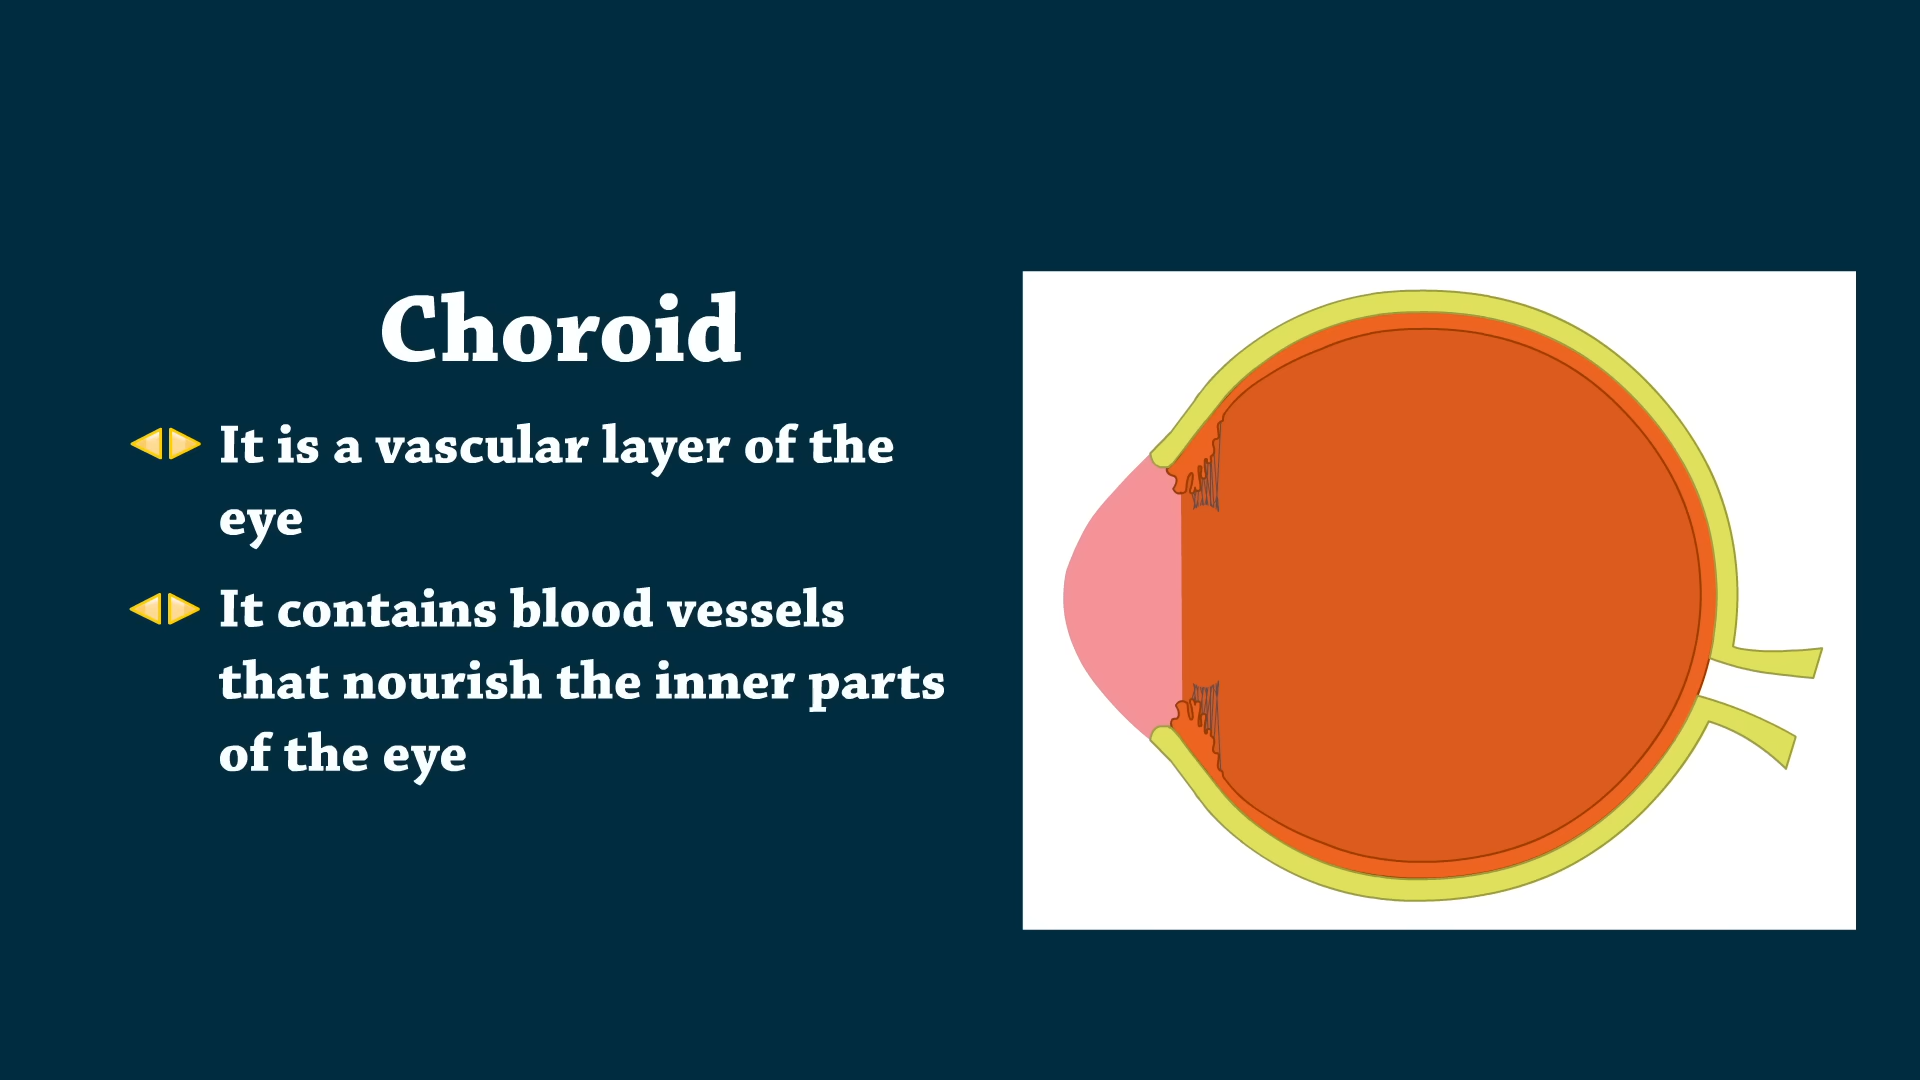 Choroid
It is a vascular layer of the
eye
It contains blood vessels
that nourish the inner parts
of the eye